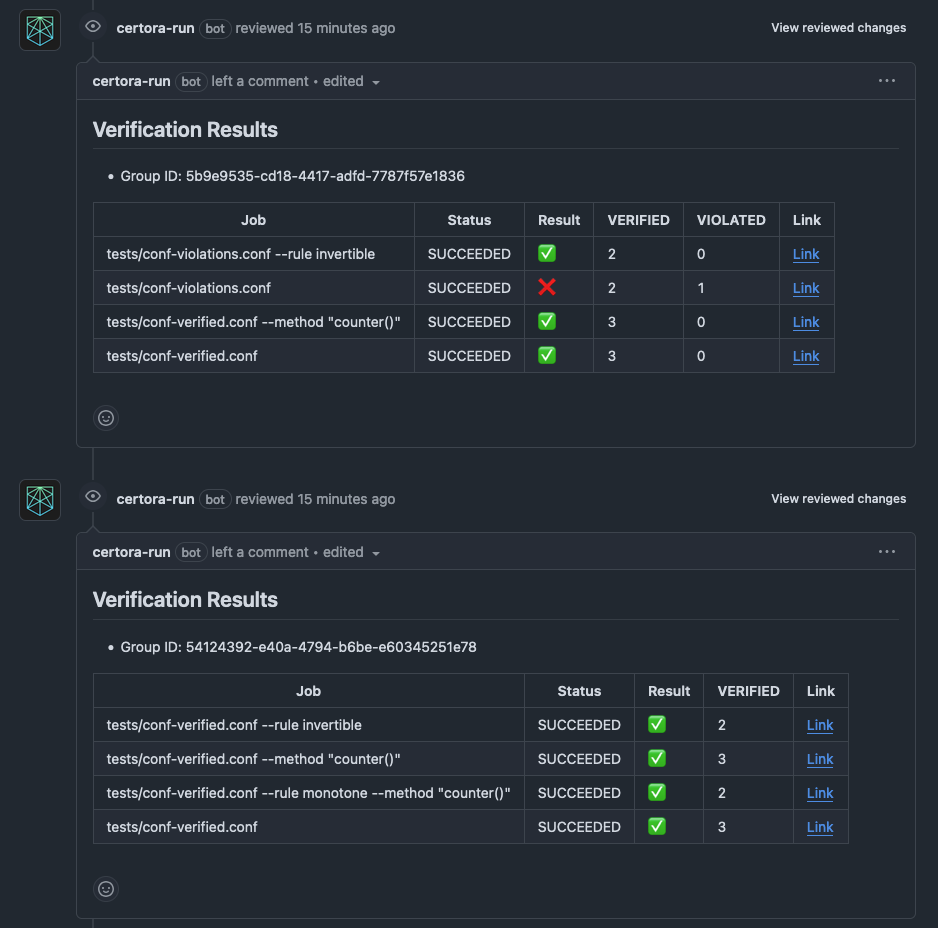 certora-run bot reviewed 15 minutes ago View reviewed changes
certora-run bot left a comment • edited
Verification Results
• Group ID: 5b9e9535-cd18-4417-adfd-7787f57e1836
Job Status Result VERIFIED VIOLATED Link
tests/conf-violations.conf --rule invertible SUCCEEDED ✅ 2 0 Link
tests/conf-violations.conf SUCCEEDED ❌ 2 1 Link
tests/conf-verified.conf --method "counter()" SUCCEEDED ✅ 3 0 Link
tests/conf-verified.conf SUCCEEDED ✅ 3 0 Link
certora-run bot reviewed 15 minutes ago View reviewed changes
certora-run bot left a comment • edited
Verification Results
• Group ID: 54124392-e40a-4794-b6be-e60345251e78
Job Status Result VERIFIED Link
tests/conf-verified.conf --rule invertible SUCCEEDED ✅ 2 Link
tests/conf-verified.conf --method "counter()" SUCCEEDED ✅ 3 Link
tests/conf-verified.conf --rule monotone --method "counter()" SUCCEEDED ✅ 2 Link
tests/conf-verified.conf SUCCEEDED ✅ 3 Link